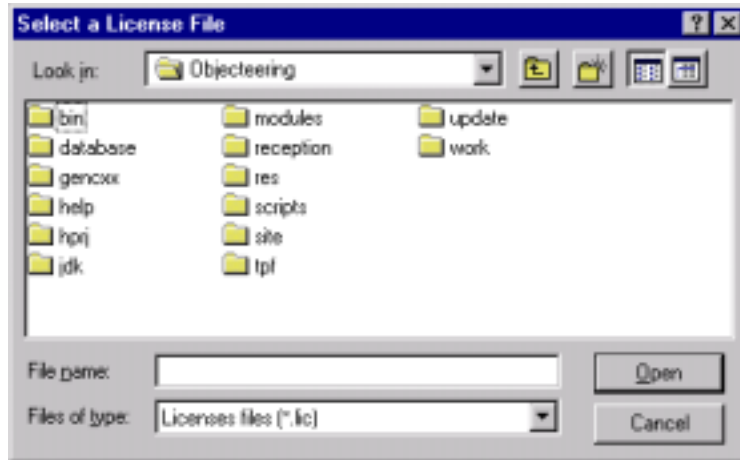 Select a License File
Look in: Objecteering
bin modules update
database reception work
gencxx res
help scripts
hprj site
jdk tpf
File name: Open
Files of type: Licenses files (*.lic) Cancel